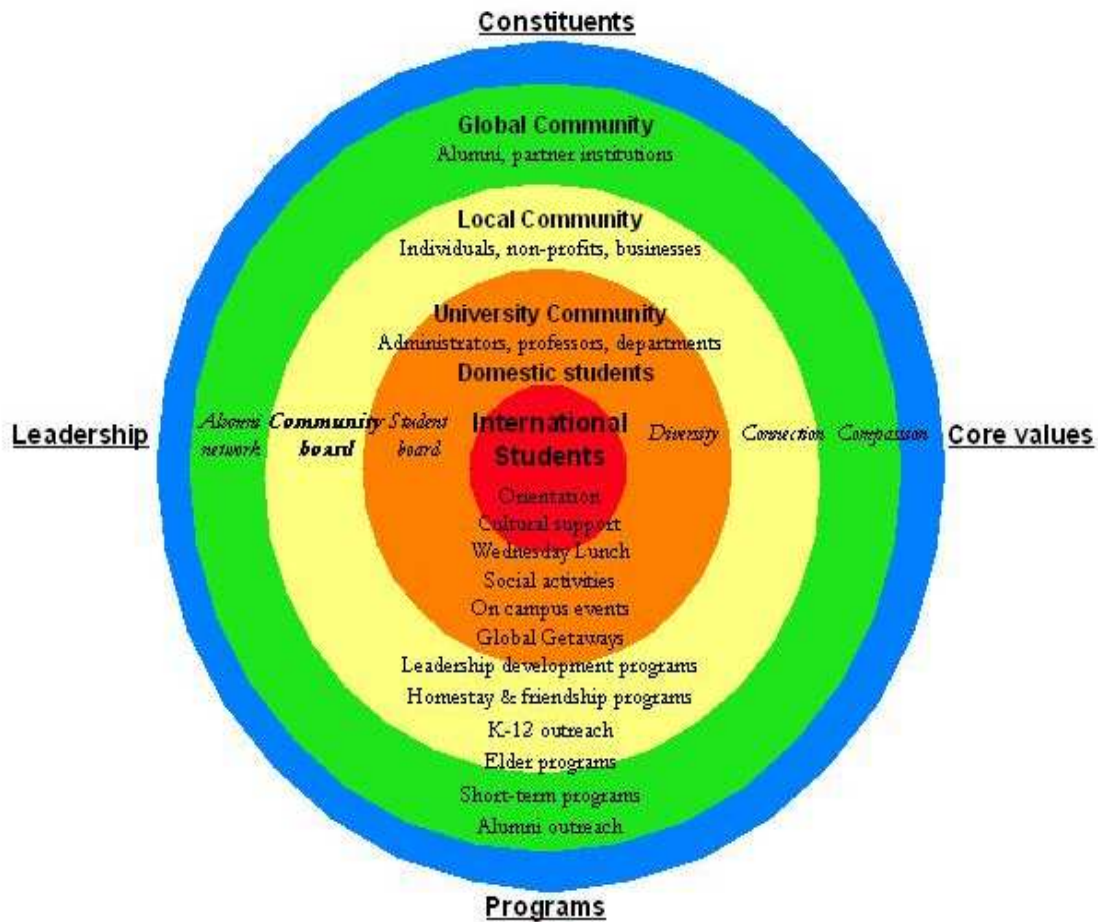 Constituents
Global Community
Alumni, partner institutions
Local Community
Individuals, non-profits, businesses
University Community
Administrators, professors, departments
Domestic students
Leadership
Alumni
network
Community
board
Student
board
International
Students
Diversity
Connection
Compassion
Core values
Orientation
Cultural support
Wednesday Lunch
Social activities
On campus events
Global Getaways
Leadership development programs
Homestay & friendship programs
K-12 outreach
Elder programs
Short-term programs
Alumni outreach
Programs